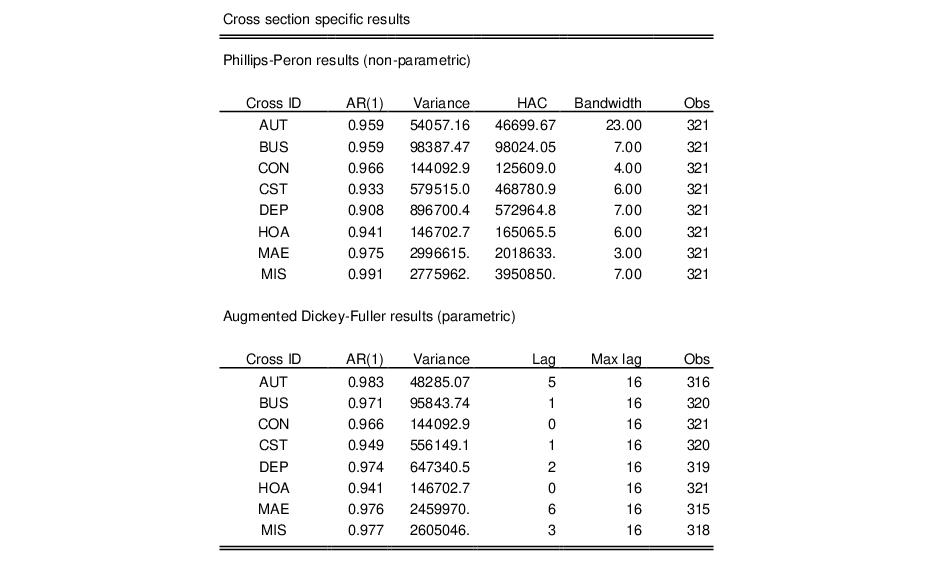 Cross section specific results
Phillips-Peron results (non-parametric)
Cross ID AR(1) Variance HAC Bandwidth Obs
AUT 0.959 54057.16 46699.67 23.00 321
BUS 0.959 98387.47 98024.05 7.00 321
CON 0.966 144092.9 125609.0 4.00 321
CST 0.933 579515.0 468780.9 6.00 321
DEP 0.908 896700.4 572964.8 7.00 321
HOA 0.941 146702.7 165065.5 6.00 321
MAE 0.975 2996615. 2018633. 3.00 321
MIS 0.991 2775962. 3950850. 7.00 321
Augmented Dickey-Fuller results (parametric)
Cross ID AR(1) Variance Lag Max lag Obs
AUT 0.983 48285.07 5 16 316
BUS 0.971 95843.74 1 16 320
CON 0.966 144092.9 0 16 321
CST 0.949 556149.1 1 16 320
DEP 0.974 647340.5 2 16 319
HOA 0.941 146702.7 0 16 321
MAE 0.976 2459970. 6 16 315
MIS 0.977 2605046. 3 16 318